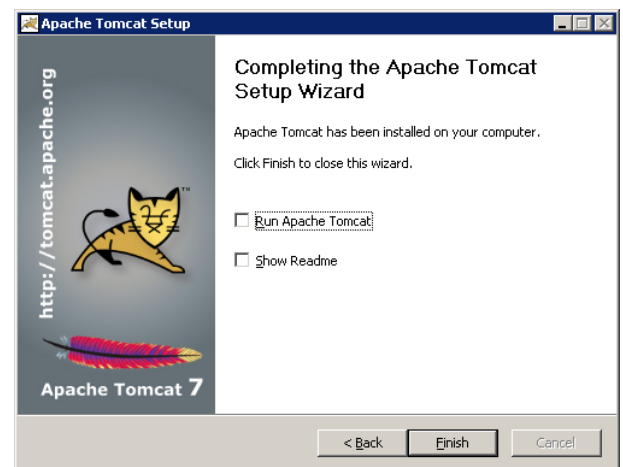 Apache Tomcat Setup
http://tomcat.apache.org
TM
Apache Tomcat 7
Completing the Apache Tomcat
Setup Wizard
Apache Tomcat has been installed on your computer.
Click Finish to close this wizard.
Run Apache Tomcat
Show Readme
< Back
Finish
Cancel